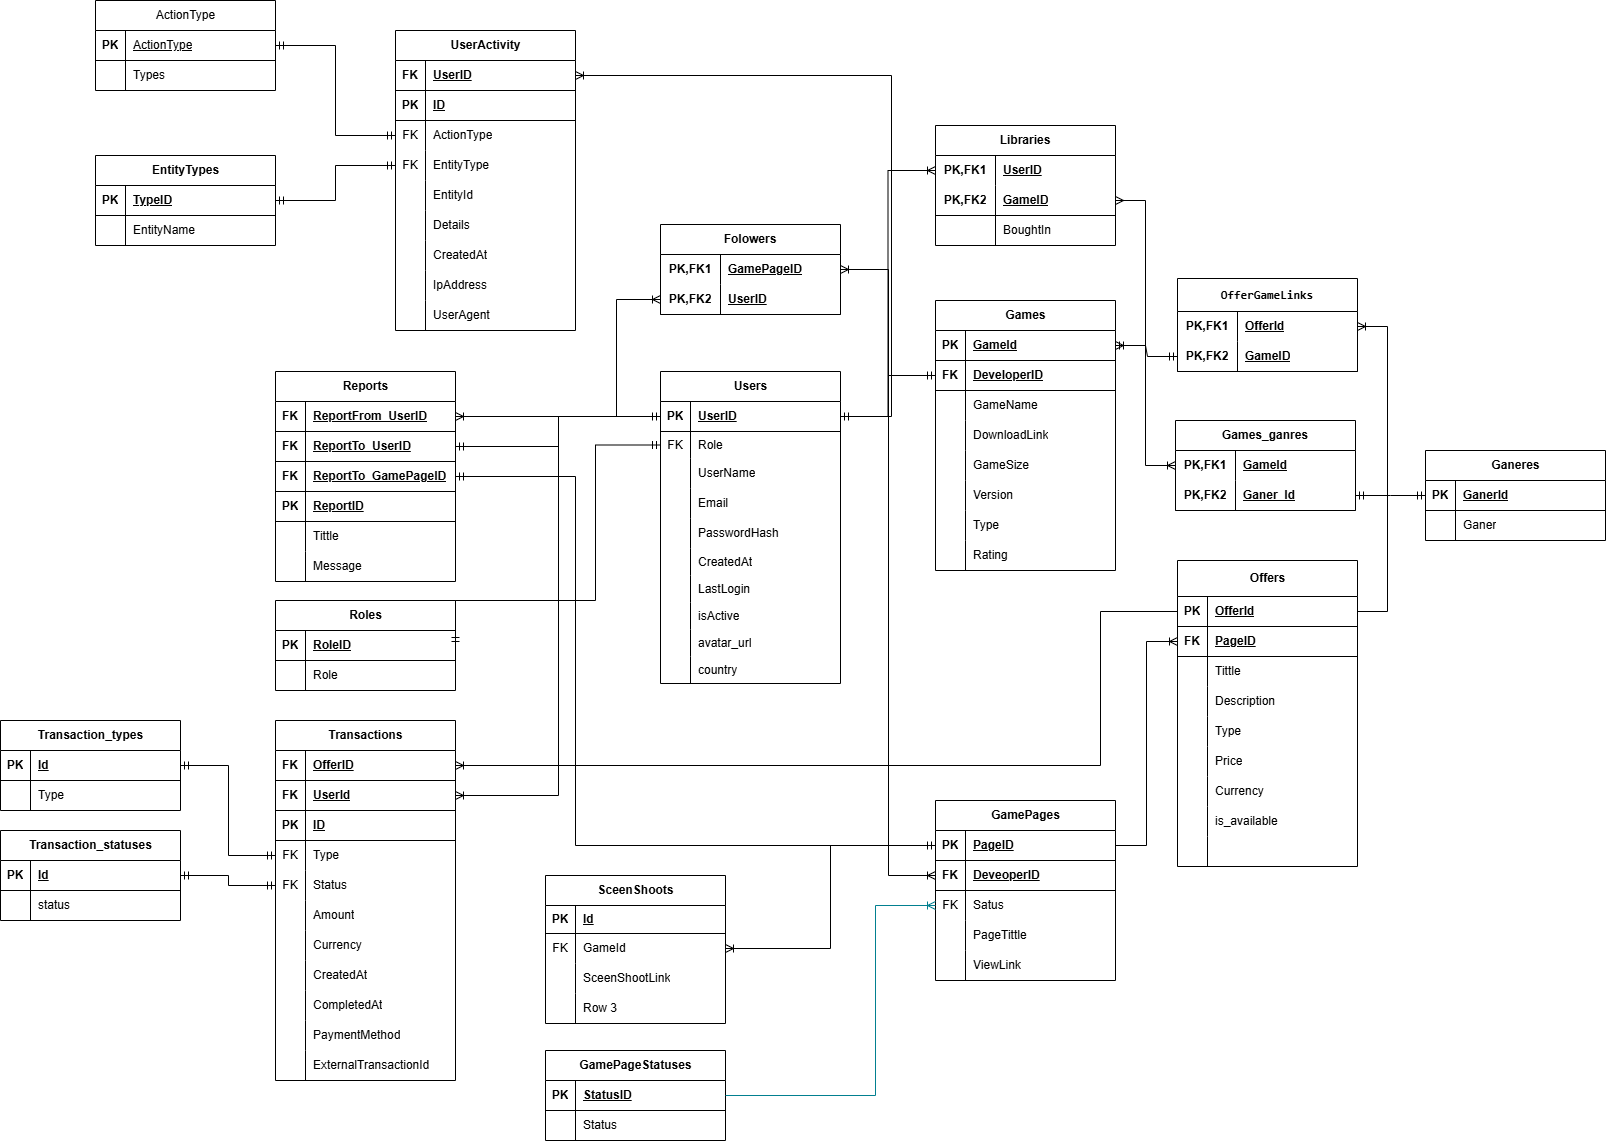 ActionType
PK ActionType
Types
UserActivity
FK UserID
PK ID
FK ActionType
FK EntityType
EntityId
Details
CreatedAt
IpAddress
UserAgent
EntityTypes
PK TypeID
EntityName
Libraries
PK,FK1 UserID
PK,FK2 GameID
BoughtIn
Folowers
PK,FK1 GamePageID
PK,FK2 UserID
OfferGameLinks
PK,FK1 OfferId
PK,FK2 GameID
Games
PK GameId
FK DeveloperID
GameName
DownloadLink
GameSize
Version
Type
Rating
Reports
FK ReportFrom_UserID
FK ReportTo_UserID
FK ReportTo_GamePageID
PK ReportID
Tittle
Message
Users
PK UserID
FK Role
UserName
Email
PasswordHash
CreatedAt
LastLogin
isActive
avatar_url
country
Games_ganres
PK,FK1 GameId
PK,FK2 Ganer_Id
Ganeres
PK GanerId
Ganer
Roles
PK RoleID
Role
Offers
PK OfferId
FK PageID
Tittle
Description
Type
Price
Currency
is_available
Transaction_types
PK Id
Type
Transactions
FK OfferID
FK UserId
PK ID
FK Type
FK Status
Amount
Currency
CreatedAt
CompletedAt
PaymentMethod
ExternalTransactionId
Transaction_statuses
PK Id
status
GamePages
PK PageID
FK DeveoperID
FK Satus
PageTittle
ViewLink
SceenShoots
PK Id
FK GameId
SceenShootLink
Row 3
GamePageStatuses
PK StatusID
Status